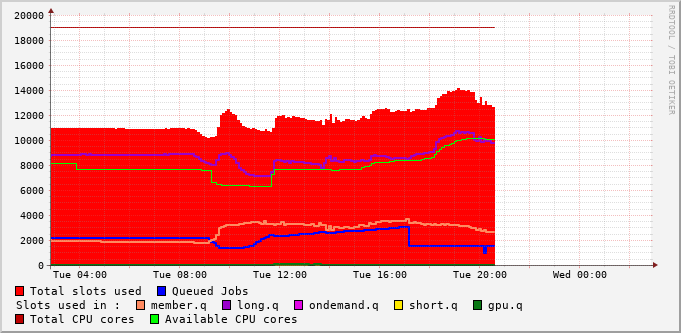 RRDTOOL / TOBI OETIKER
20000
18000
16000
14000
12000
10000
8000
6000
4000
2000
0
Tue 04:00 Tue 08:00 Tue 12:00 Tue 16:00 Tue 20:00 Wed 00:00
Total slots used Queued Jobs
Slots used in : member.q long.q ondemand.q short.q gpu.q
Total CPU cores Available CPU cores